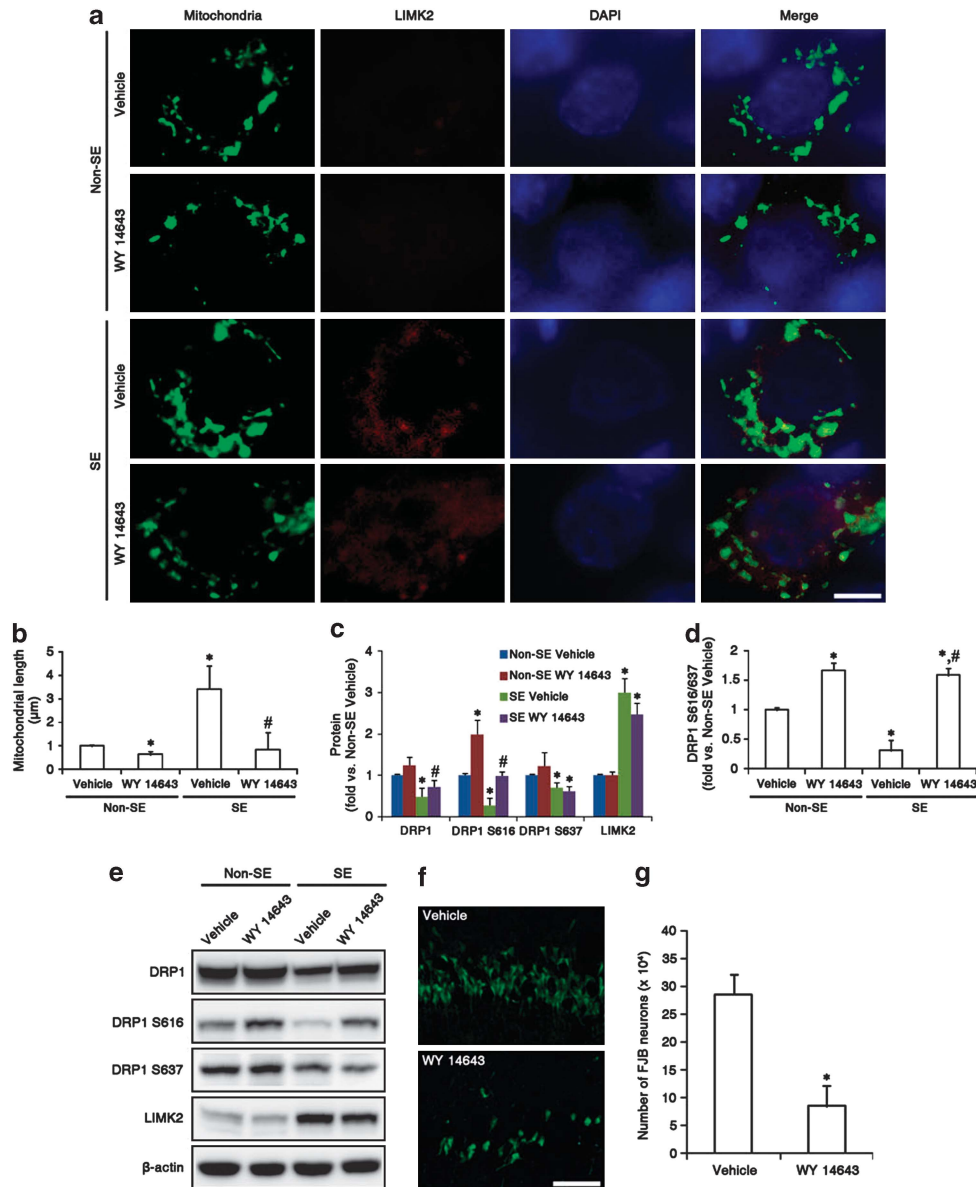 a
Mitochondria LIMK2 DAPI Merge
Non-SE
Vehicle
WY 14643
SE
Vehicle
WY 14643
b
Mitochondrial length
(µm)
5
4
3
2
1
0
*
*
#
Vehicle WY 14643 Vehicle WY 14643
Non-SE SE
c
Protein
(fold vs. Non-SE Vehicle)
4
3
2
1
0
Non-SE Vehicle
Non-SE WY 14643
SE Vehicle
SE WY 14643
* # * * # * * * *
DRP1 DRP1 S616 DRP1 S637 LIMK2
d
DRP1 S616/637
(fold vs. Non-SE Vehicle)
2
1.5
1
0.5
0
*
*
*,#
Vehicle WY 14643 Vehicle WY 14643
Non-SE SE
e
Non-SE SE
Vehicle WY 14643 Vehicle WY 14643
DRP1
DRP1 S616
DRP1 S637
LIMK2
β-actin
f
Vehicle
WY 14643
g
Number of FJB neurons (x 10⁴)
40
35
30
25
20
15
10
5
0
*
Vehicle WY 14643